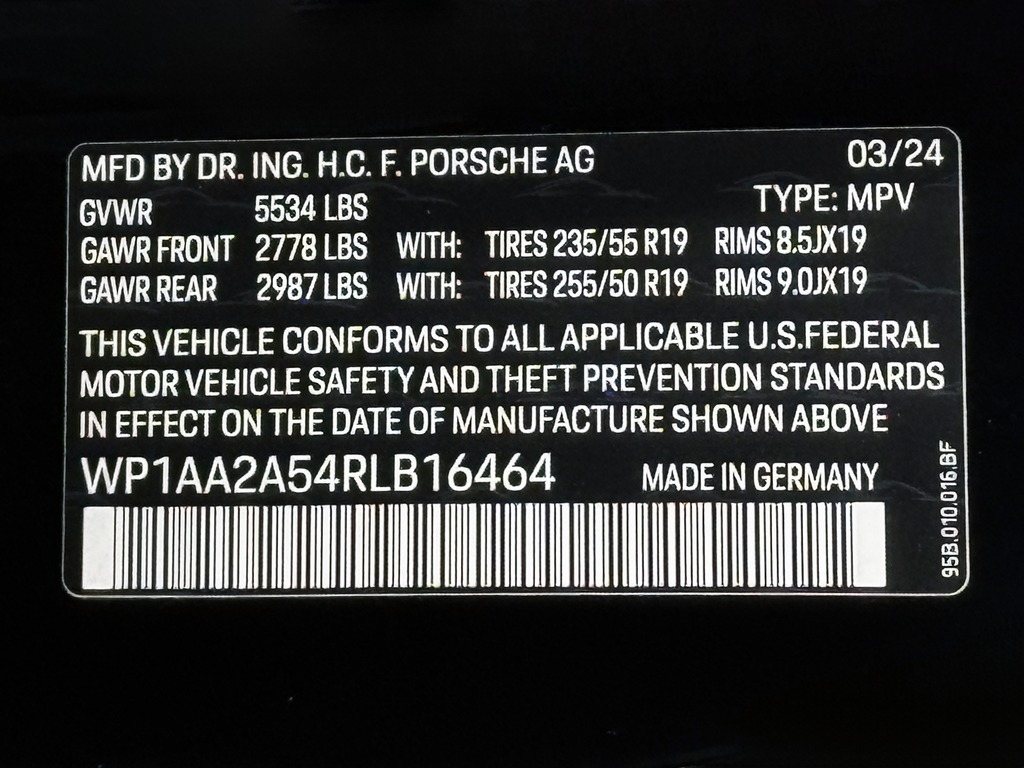 MFD BY DR. ING. H.C. F. PORSCHE AG 03/24
GVWR 5534 LBS TYPE: MPV
GAWR FRONT 2778 LBS WITH: TIRES 235/55 R19 RIMS 8.5JX19
GAWR REAR 2987 LBS WITH: TIRES 255/50 R19 RIMS 9.0JX19
THIS VEHICLE CONFORMS TO ALL APPLICABLE U.S.FEDERAL
MOTOR VEHICLE SAFETY AND THEFT PREVENTION STANDARDS
IN EFFECT ON THE DATE OF MANUFACTURE SHOWN ABOVE
WP1AA2A54RLB16464 MADE IN GERMANY
95B.010.016.BF